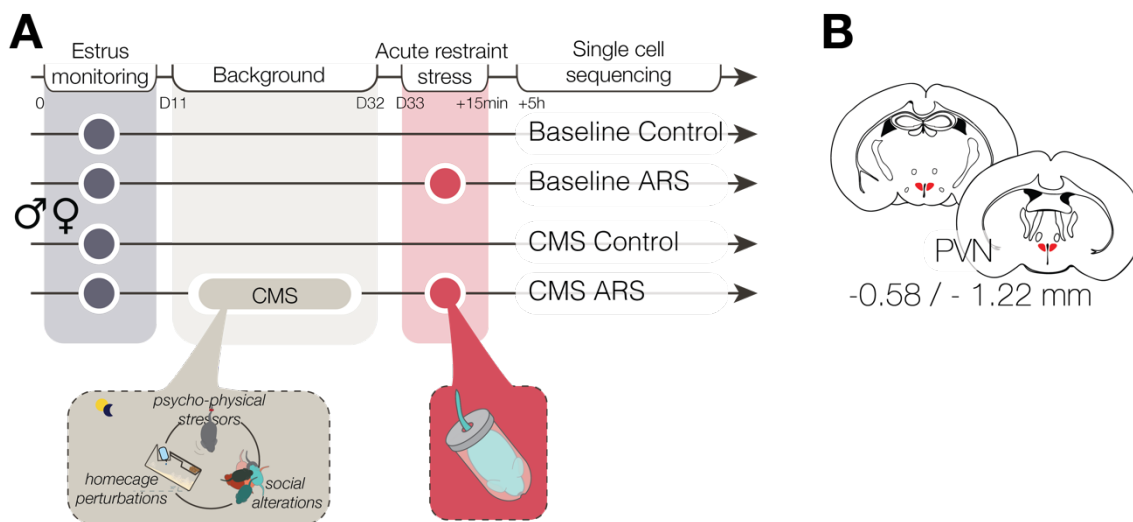 A
Estrus
monitoring
Background
Acute restraint
stress
Single cell
sequencing
0
D11
D32
D33
+15min
+5h
Baseline Control
Baseline ARS
CMS Control
CMS
CMS ARS
psycho-physical
stressors
homecage
perturbations
social
alterations
B
PVN
-0.58 / - 1.22 mm